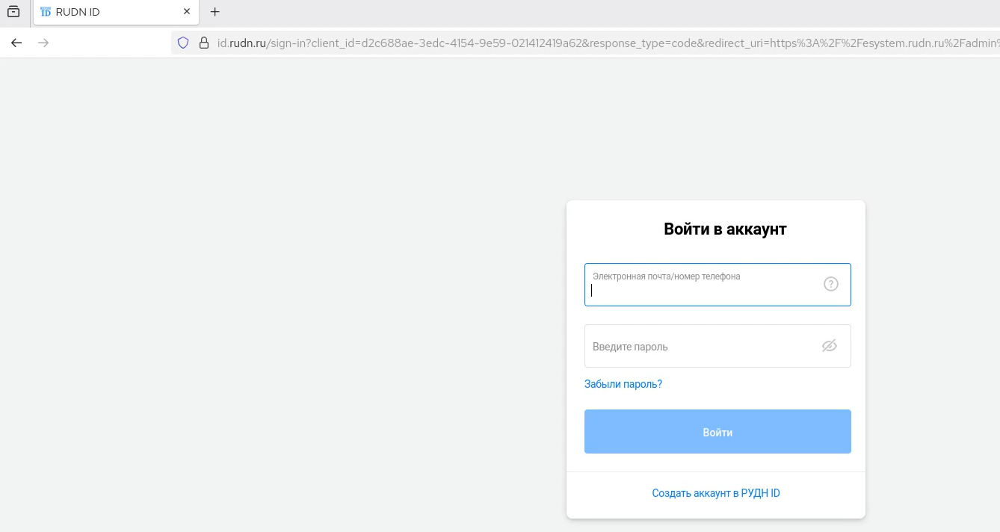 RUDN ID
id.rudn.ru/sign-in?client_id=d2c688ae-3edc-4154-9e59-021412419a62&response_type=code&redirect_uri=https%3A%2F%2Fesystem.rudn.ru%2Fadmin%
Войти в аккаунт
Электронная почта/номер телефона
Введите пароль
Забыли пароль?
Войти
Создать аккаунт в РУДН ID